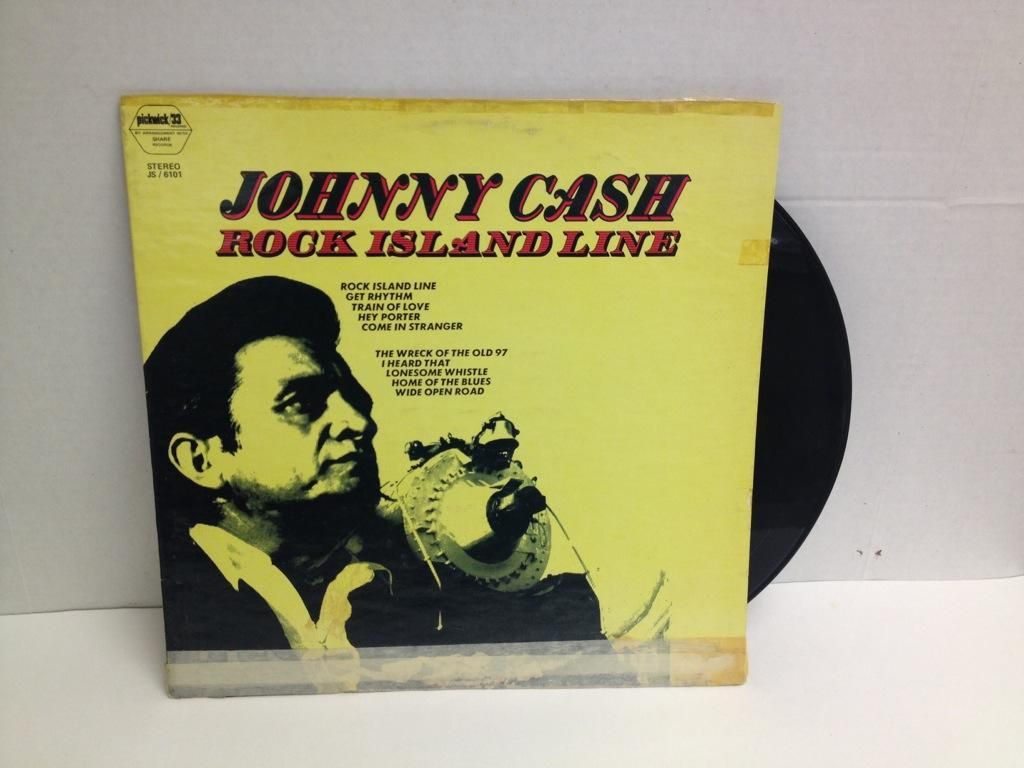 pickwick/33
RECORDS
BY ARRANGEMENT WITH
SHARE
RECORDS
STEREO
JS / 6101
JOHNNY CASH
ROCK ISLAND LINE
ROCK ISLAND LINE
GET RHYTHM
TRAIN OF LOVE
HEY PORTER
COME IN STRANGER
THE WRECK OF THE OLD 97
I HEARD THAT
LONESOME WHISTLE
HOME OF THE BLUES
WIDE OPEN ROAD